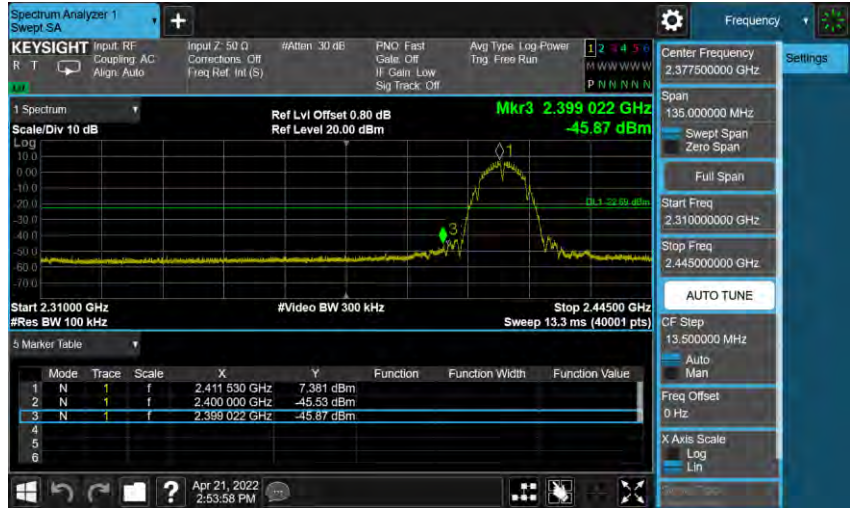 Spectrum Analyzer 1
Swept SA
+
Frequency
KEYSIGHT
R T
Input: RF
Coupling: AC
Align: Auto
Input Z: 50 Ω
Corrections: Off
Freq Ref: Int (S)
#Atten: 30 dB
PNO: Fast
Gate: Off
IF Gain: Low
Sig Track: Off
Avg Type: Log-Power
Trig: Free Run
1 2 3 4 5 6
M W W W W W
P N N N N N
1 Spectrum
Scale/Div 10 dB
Ref Lvl Offset 0.80 dB
Ref Level 20.00 dBm
Mkr3 2.399 022 GHz
-45.87 dBm
Log
10.0
0.00
-10.0
-20.0
-30.0
-40.0
-50.0
-60.0
-70.0
1
3
DL1 -22.69 dBm
Start 2.31000 GHz
#Res BW 100 kHz
#Video BW 300 kHz
Stop 2.44500 GHz
Sweep 13.3 ms (40001 pts)
5 Marker Table
Mode Trace Scale X Y Function Function Width Function Value
1 N 1 f 2.411 530 GHz 7.381 dBm
2 N 1 f 2.400 000 GHz -45.53 dBm
3 N 1 f 2.399 022 GHz -45.87 dBm
4
5
6
?
Apr 21, 2022
2:53:58 PM
Center Frequency
2.377500000 GHz
Settings
Span
135.000000 MHz
Swept Span
Zero Span
Full Span
Start Freq
2.310000000 GHz
Stop Freq
2.445000000 GHz
AUTO TUNE
CF Step
13.500000 MHz
Auto
Man
Freq Offset
0 Hz
X Axis Scale
Log
Lin